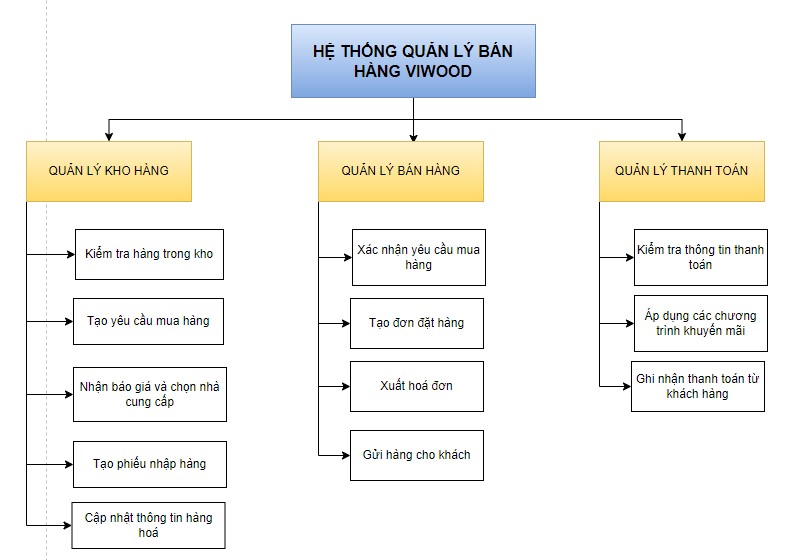 HỆ THỐNG QUẢN LÝ BÁN
HÀNG VIWOOD
QUẢN LÝ KHO HÀNG
Kiểm tra hàng trong kho
Tạo yêu cầu mua hàng
Nhận báo giá và chọn nhà
cung cấp
Tạo phiếu nhập hàng
Cập nhật thông tin hàng
hoá
QUẢN LÝ BÁN HÀNG
Xác nhận yêu cầu mua
hàng
Tạo đơn đặt hàng
Xuất hoá đơn
Gửi hàng cho khách
QUẢN LÝ THANH TOÁN
Kiểm tra thông tin thanh
toán
Áp dụng các chương
trình khuyến mãi
Ghi nhận thanh toán từ
khách hàng